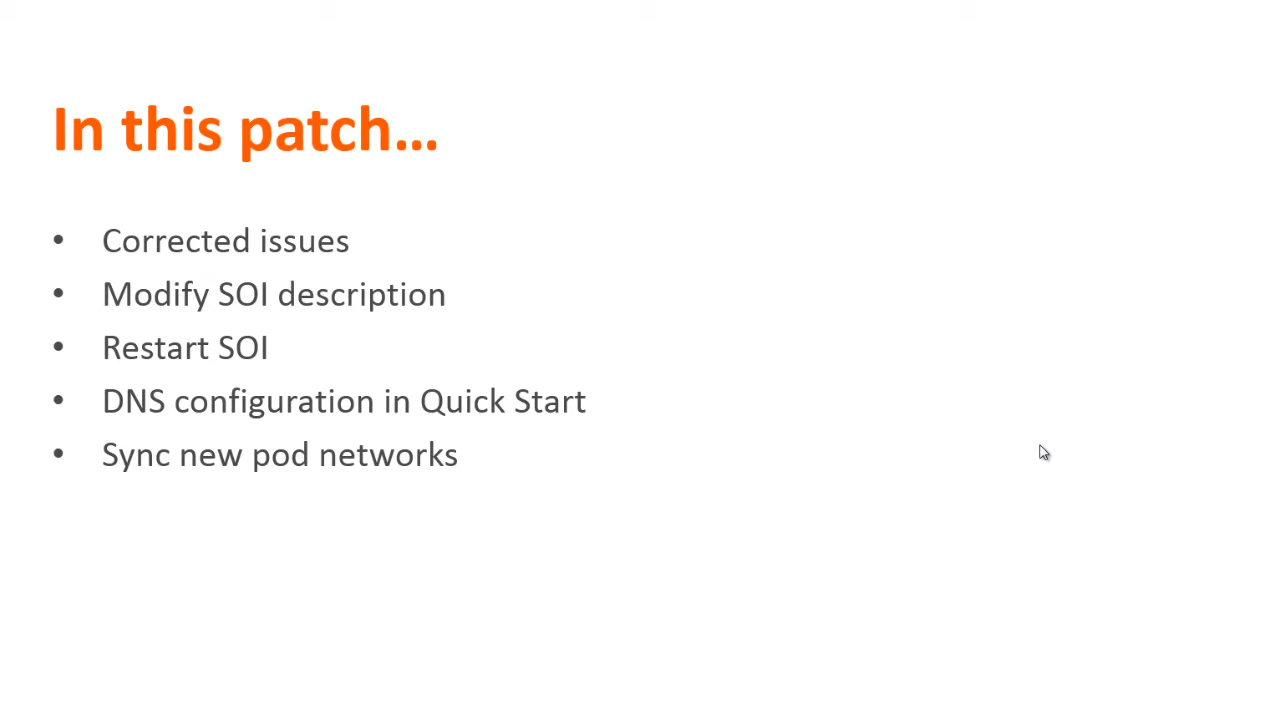 In this patch…
• Corrected issues
• Modify SOI description
• Restart SOI
• DNS configuration in Quick Start
• Sync new pod networks